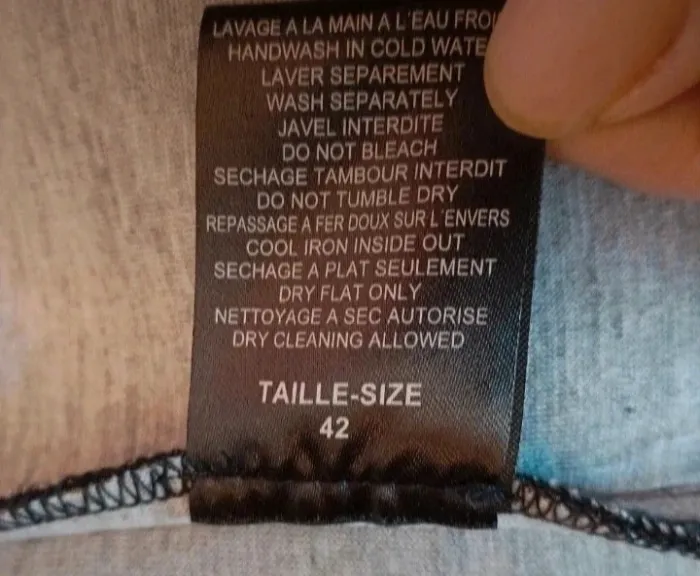 LAVAGE A LA MAIN A L'EAU
HANDWASH IN COLD
LAVER SEPAREMENT
WASH SEPARATELY
JAVEL INTERDITE
DO NOT BLEACH
SECHAGE TAMBOUR INTERDIT
DO NOT TUMBLE DRY
REPASSAGE A FER DOUX SUR L'ENVERS
COOL IRON INSIDE OUT
SECHAGE A PLAT SEULEMENT
DRY FLAT ONLY
NETTOYAGE A SEC AUTORISE
DRY CLEANING ALLOWED
TAILLE-SIZE
42